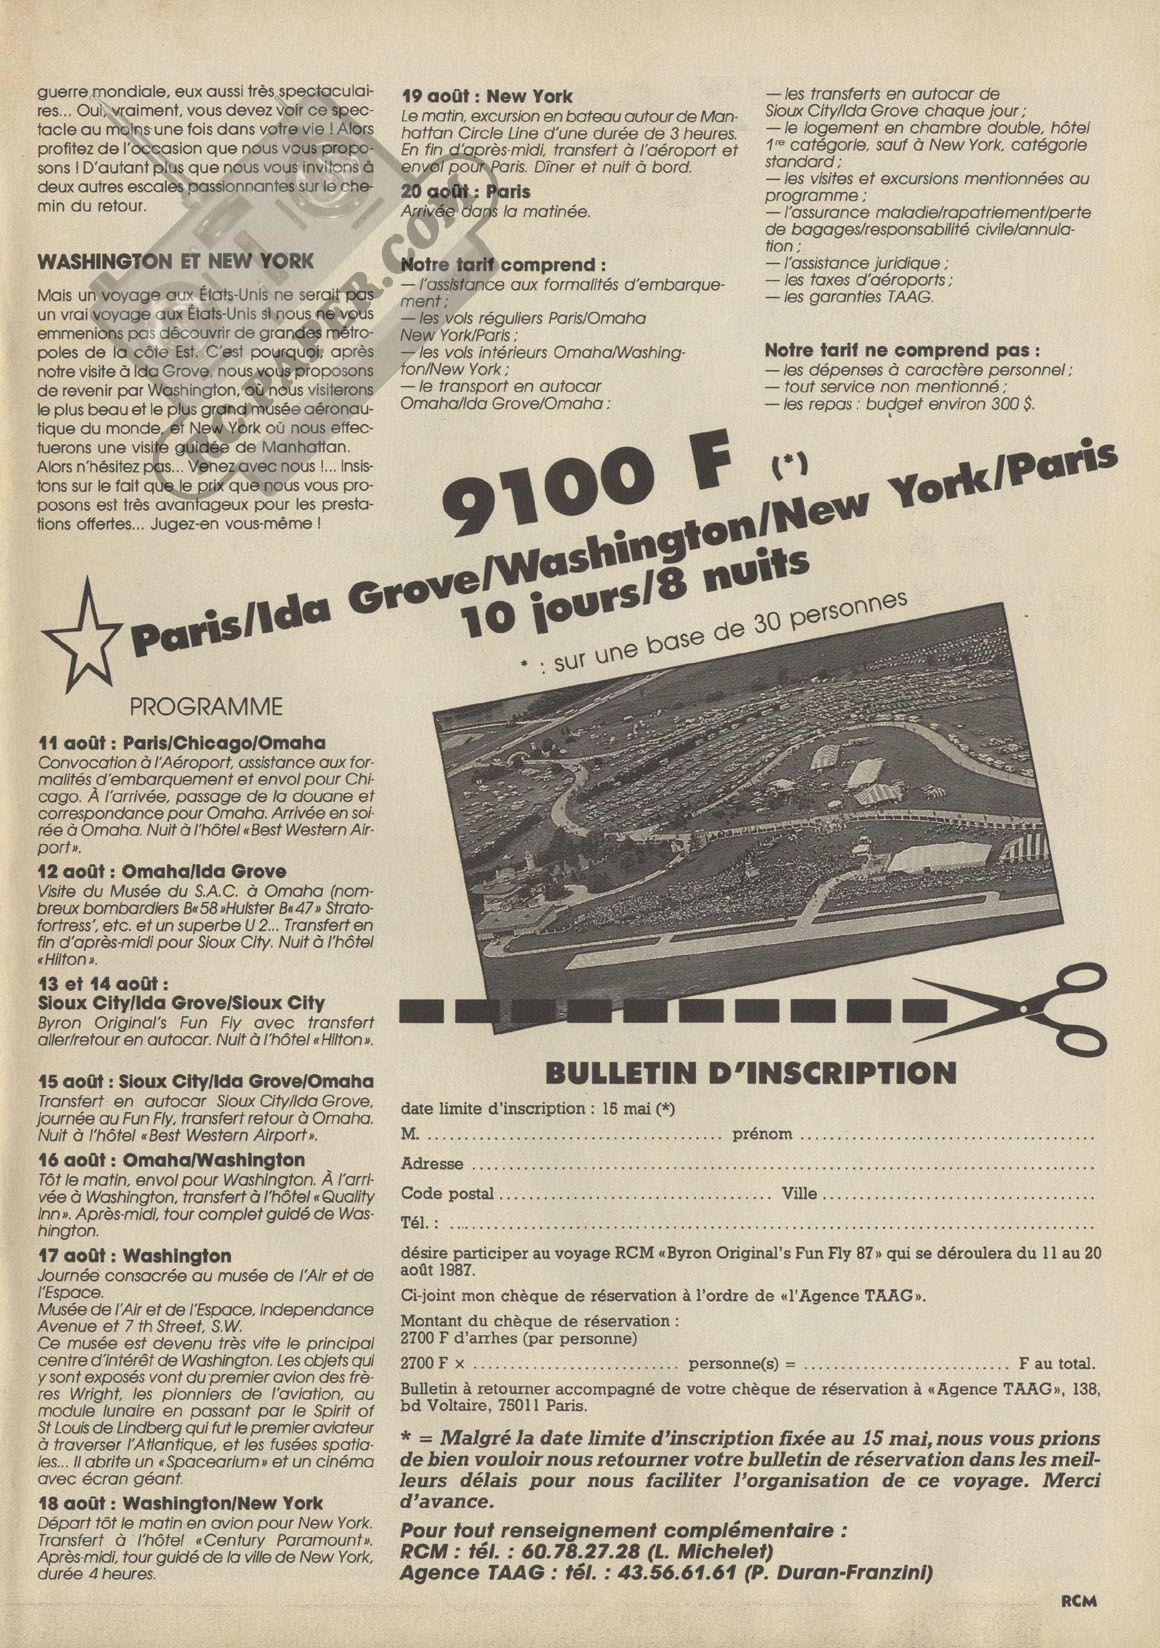 guerre mondiale, eux aussi très spectaculai-
res... Oui, vraiment, vous devez voir ce spec-
tacle au moins une fois dans votre vie ! Alors
profitez de l'occasion que nous vous propo-
sons ! D'autant plus que nous vous invitons à
deux autres escales passionnantes sur le che-
min du retour.
WASHINGTON ET NEW YORK
Mais un voyage aux États-Unis ne serait pas
un vrai voyage aux États-Unis si nous ne vous
emmenions pas découvrir de grandes métro-
poles de la côte Est. C'est pourquoi, après
notre visite à Ida Grove, nous vous proposons
de revenir par Washington, où nous visiterons
le plus beau et le plus grand musée aéronau-
tique du monde, et New York où nous effec-
tuerons une visite guidée de Manhattan.
Alors n'hésitez pas... Venez avec nous !... Insis-
tons sur le fait que le prix que nous vous pro-
posons est très avantageux pour les presta-
tions offertes... Jugez-en vous-même !
19 août : New York
Le matin, excursion en bateau autour de Man-
hattan Circle Line d'une durée de 3 heures.
En fin d'après-midi, transfert à l'aéroport et
envol pour Paris. Dîner et nuit à bord.
20 août : Paris
Arrivée dans la matinée.
Notre tarif comprend :
— l'assistance aux formalités d'embarque-
ment ;
— les vols réguliers Paris/Omaha
New York/Paris ;
— les vols intérieurs Omaha/Washing-
ton/New York ;
— le transport en autocar
Omaha/Ida Grove/Omaha :
— les transferts en autocar de
Sioux City/Ida Grove chaque jour ;
— le logement en chambre double, hôtel
1re catégorie, sauf à New York, catégorie
standard ;
— les visites et excursions mentionnées au
programme ;
— l'assurance maladie/rapatriement/perte
de bagages/responsabilité civile/annula-
tion ;
— l'assistance juridique ;
— les taxes d'aéroports ;
— les garanties TAAG.
Notre tarif ne comprend pas :
— les dépenses à caractère personnel ;
— tout service non mentionné ;
— les repas : budget environ 300 $.
RC-PAPER.COM
9100 F (*)
Paris/Ida Grove/Washington/New York/Paris
10 jours/8 nuits
* : sur une base de 30 personnes
PROGRAMME
11 août : Paris/Chicago/Omaha
Convocation à l'Aéroport, assistance aux for-
malités d'embarquement et envol pour Chi-
cago. À l'arrivée, passage de la douane et
correspondance pour Omaha. Arrivée en soi-
rée à Omaha. Nuit à l'hôtel «Best Western Air-
port».
12 août : Omaha/Ida Grove
Visite du Musée du S.A.C. à Omaha (nom-
breux bombardiers B«58»Hulster B«47» Strato-
fortress', etc. et un superbe U 2... Transfert en
fin d'après-midi pour Sioux City. Nuit à l'hôtel
«Hilton».
13 et 14 août :
Sioux City/Ida Grove/Sioux City
Byron Original's Fun Fly avec transfert
aller/retour en autocar. Nuit à l'hôtel «Hilton».
15 août : Sioux City/Ida Grove/Omaha
Transfert en autocar Sioux City/Ida Grove,
journée au Fun Fly, transfert retour à Omaha.
Nuit à l'hôtel «Best Western Airport».
16 août : Omaha/Washington
Tôt le matin, envol pour Washington. À l'arri-
vée à Washington, transfert à l'hôtel «Quality
Inn». Après-midi, tour complet guidé de Was-
hington.
17 août : Washington
Journée consacrée au musée de l'Air et de
l'Espace.
Musée de l'Air et de l'Espace, Independance
Avenue et 7 th Street, S.W.
Ce musée est devenu très vite le principal
centre d'intérêt de Washington. Les objets qui
y sont exposés vont du premier avion des frè-
res Wright, les pionniers de l'aviation, au
module lunaire en passant par le Spirit of
St Louis de Lindberg qui fut le premier aviateur
à traverser l'Atlantique, et les fusées spatia-
les... Il abrite un «Spacearium» et un cinéma
avec écran géant.
18 août : Washington/New York
Départ tôt le matin en avion pour New York.
Transfert à l'hôtel «Century Paramount».
Après-midi, tour guidé de la ville de New York,
durée 4 heures.
BULLETIN D'INSCRIPTION
date limite d'inscription : 15 mai (*)
M. ........................ prénom ........................
Adresse ........................
Code postal ........................ Ville ........................
Tél. : ........................
désire participer au voyage RCM «Byron Original's Fun Fly 87» qui se déroulera du 11 au 20
août 1987.
Ci-joint mon chèque de réservation à l'ordre de «l'Agence TAAG».
Montant du chèque de réservation :
2700 F d'arrhes (par personne)
2700 F × ........................ personne(s) = ........................ F au total.
Bulletin à retourner accompagné de votre chèque de réservation à «Agence TAAG», 138,
bd Voltaire, 75011 Paris.
* = Malgré la date limite d'inscription fixée au 15 mai, nous vous prions
de bien vouloir nous retourner votre bulletin de réservation dans les meil-
leurs délais pour nous faciliter l'organisation de ce voyage. Merci
d'avance.
Pour tout renseignement complémentaire :
RCM : tél. : 60.78.27.28 (L. Michelet)
Agence TAAG : tél. : 43.56.61.61 (P. Duran-Franzini)
RCM